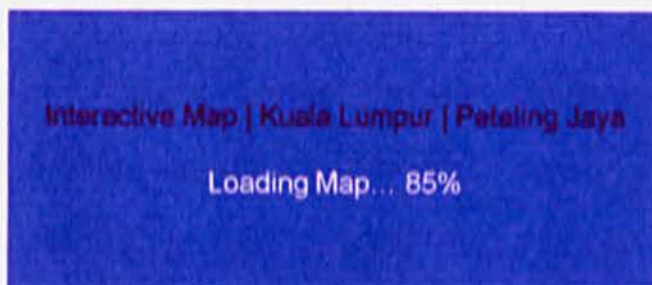 Interactive Map | Kuala Lumpur | Petaling Jaya
Loading Map... 85%